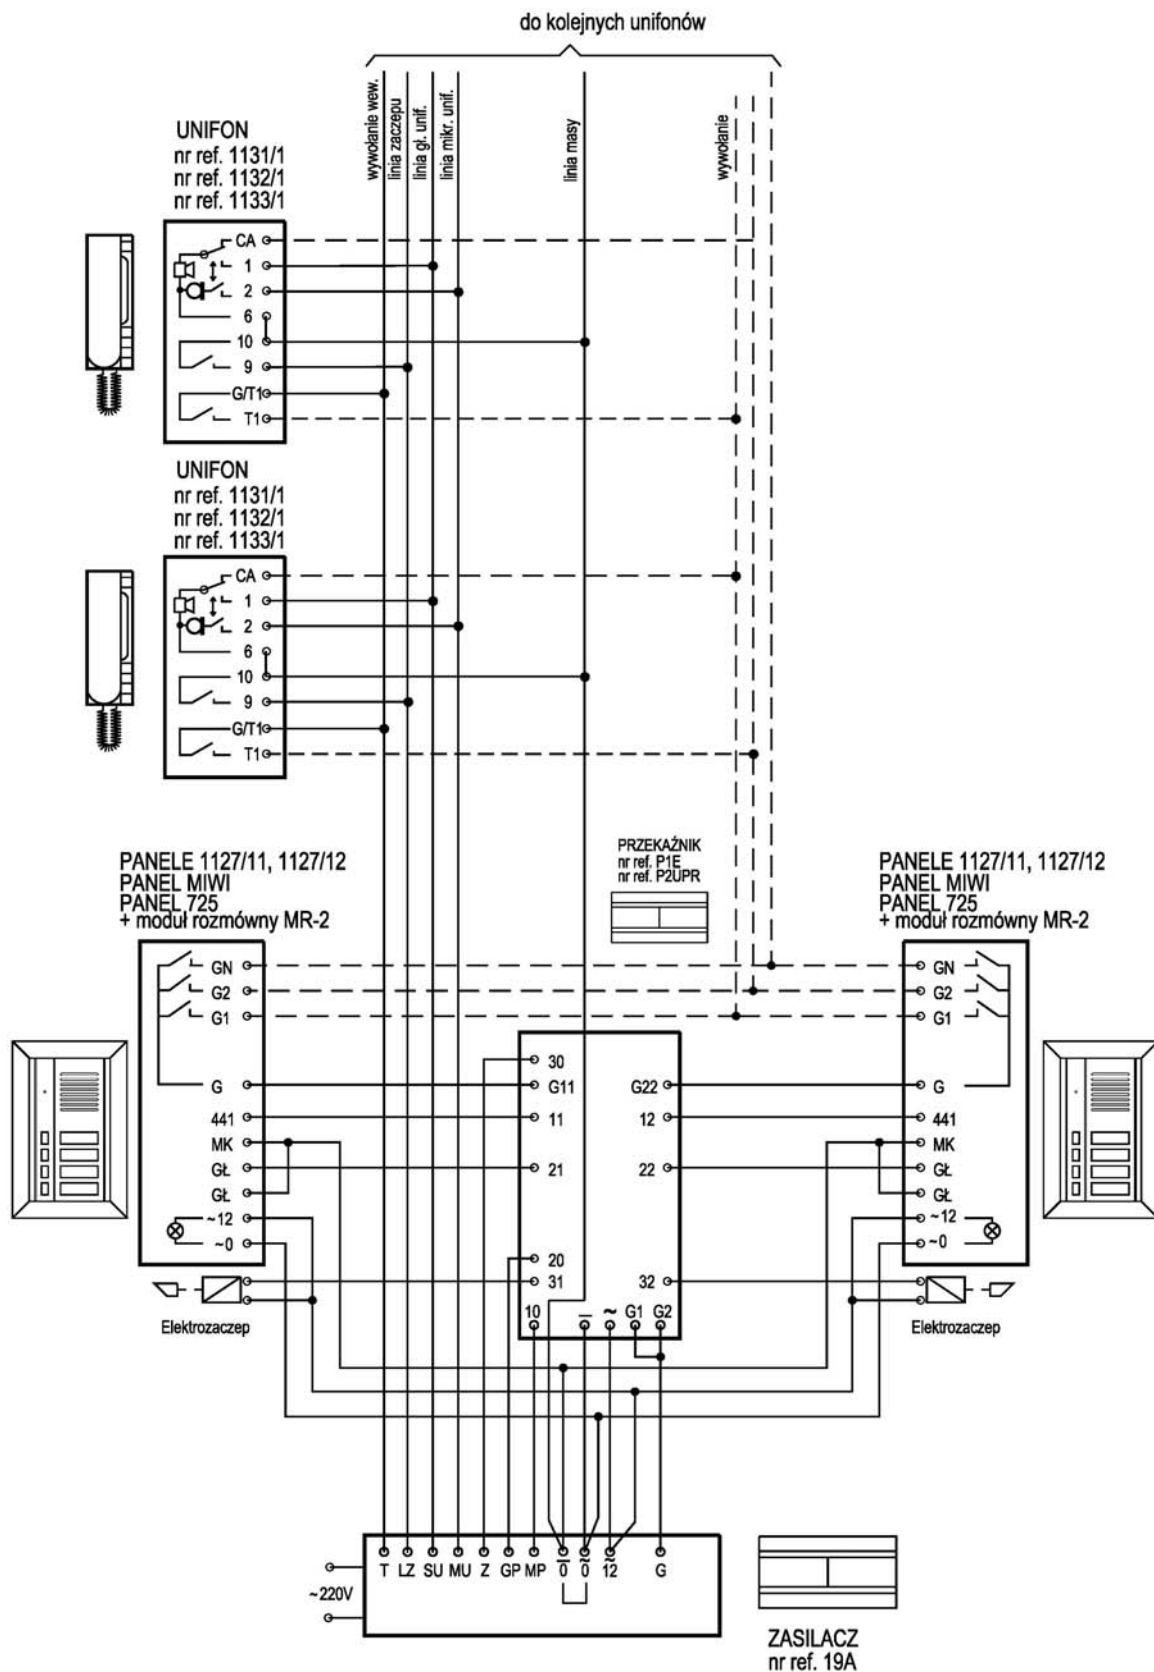 do kolejnych unifonów
wywołanie wew.
linia zaczepu
linia gł. unif.
linia mikr. unif.
linia masy
wywołanie
UNIFON
nr ref. 1131/1
nr ref. 1132/1
nr ref. 1133/1
CA
1
2
6
10
9
G/T1
T1
UNIFON
nr ref. 1131/1
nr ref. 1132/1
nr ref. 1133/1
CA
1
2
6
10
9
G/T1
T1
PRZEKAŹNIK
nr ref. P1E
nr ref. P2UPR
PANELE 1127/11, 1127/12
PANEL MIWI
PANEL 725
+ moduł rozmówny MR-2
GN
G2
G1
G
441
MK
GŁ
GŁ
~12
~0
Elektrozaczep
PANELE 1127/11, 1127/12
PANEL MIWI
PANEL 725
+ moduł rozmówny MR-2
GN
G2
G1
G
441
MK
GŁ
GŁ
~12
~0
Elektrozaczep
30
G11
11
21
20
31
G22
12
22
32
10 – ~ G1 G2
T LZ SU MU Z GP MP 0 0 12 G
~220V
ZASILACZ
nr ref. 19A